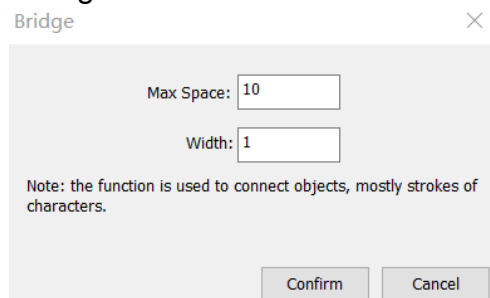 Bridge
Max Space: 10
Width: 1
Note: the function is used to connect objects, mostly strokes of
characters.
Confirm Cancel